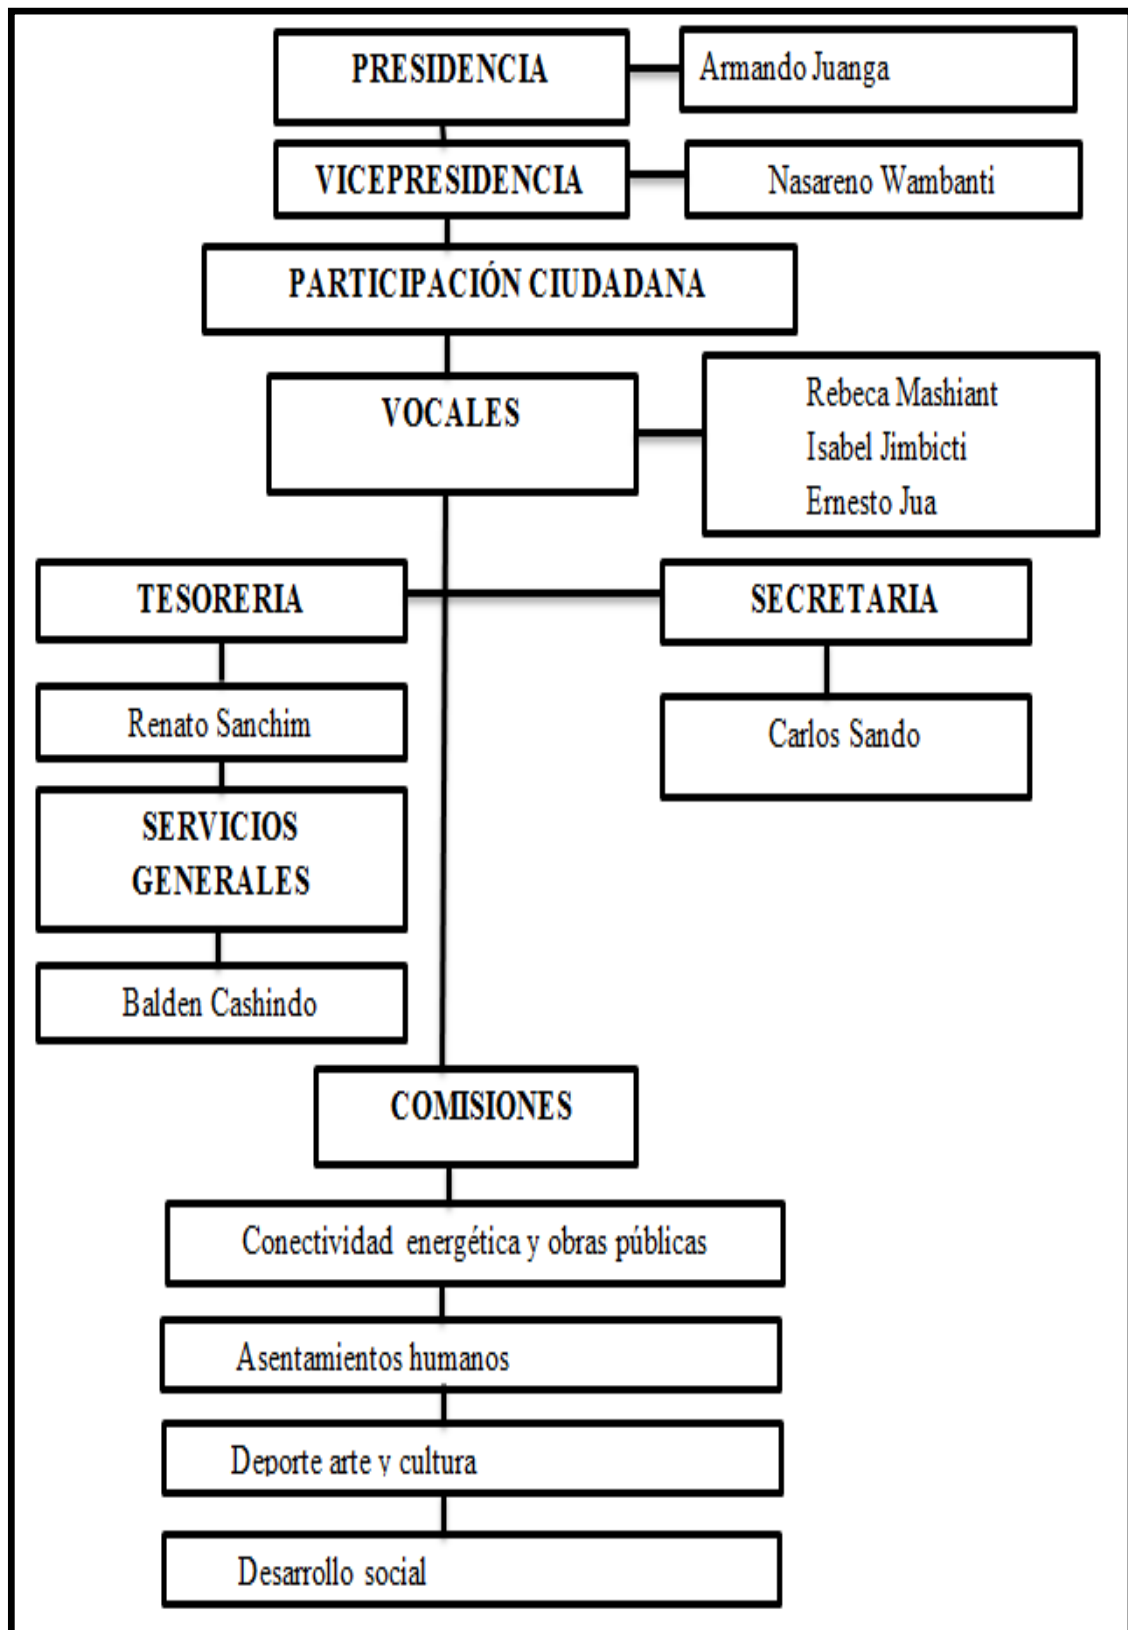 PRESIDENCIA
Armando Juanga
VICEPRESIDENCIA
Nasareno Wambanti
PARTICIPACIÓN CIUDADANA
VOCALES
Rebeca Mashiant
Isabel Jimbicti
Ernesto Jua
TESORERIA
SECRETARIA
Renato Sanchim
Carlos Sando
SERVICIOS
GENERALES
Balden Cashindo
COMISIONES
Conectividad energética y obras públicas
Asentamientos humanos
Deporte arte y cultura
Desarrollo social